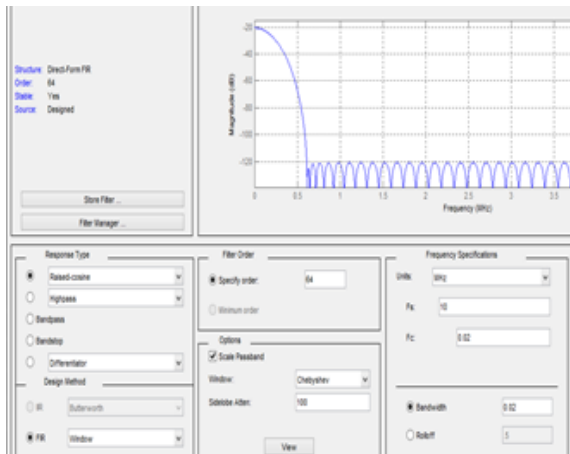 Structure: Direct-Form FIR
Order: 64
Stable: Yes
Source: Designed
Store Filter ...
Filter Manager ...
Magnitude (dB)
-20
-40
-60
-80
-100
-120
0 0.5 1 1.5 2 2.5 3 3.5
Frequency (MHz)
Response Type
Raised-cosine
Highpass
Bandpass
Bandstop
Differentiator
Design Method
IIR Butterworth
FIR Window
Filter Order
Specify order: 64
Minimum order
Options
Scale Passband
Window: Chebyshev
Sidelobe Atten: 100
View
Frequency Specifications
Units: MHz
Fs: 10
Fc: 0.02
Bandwidth 0.02
Rolloff .5